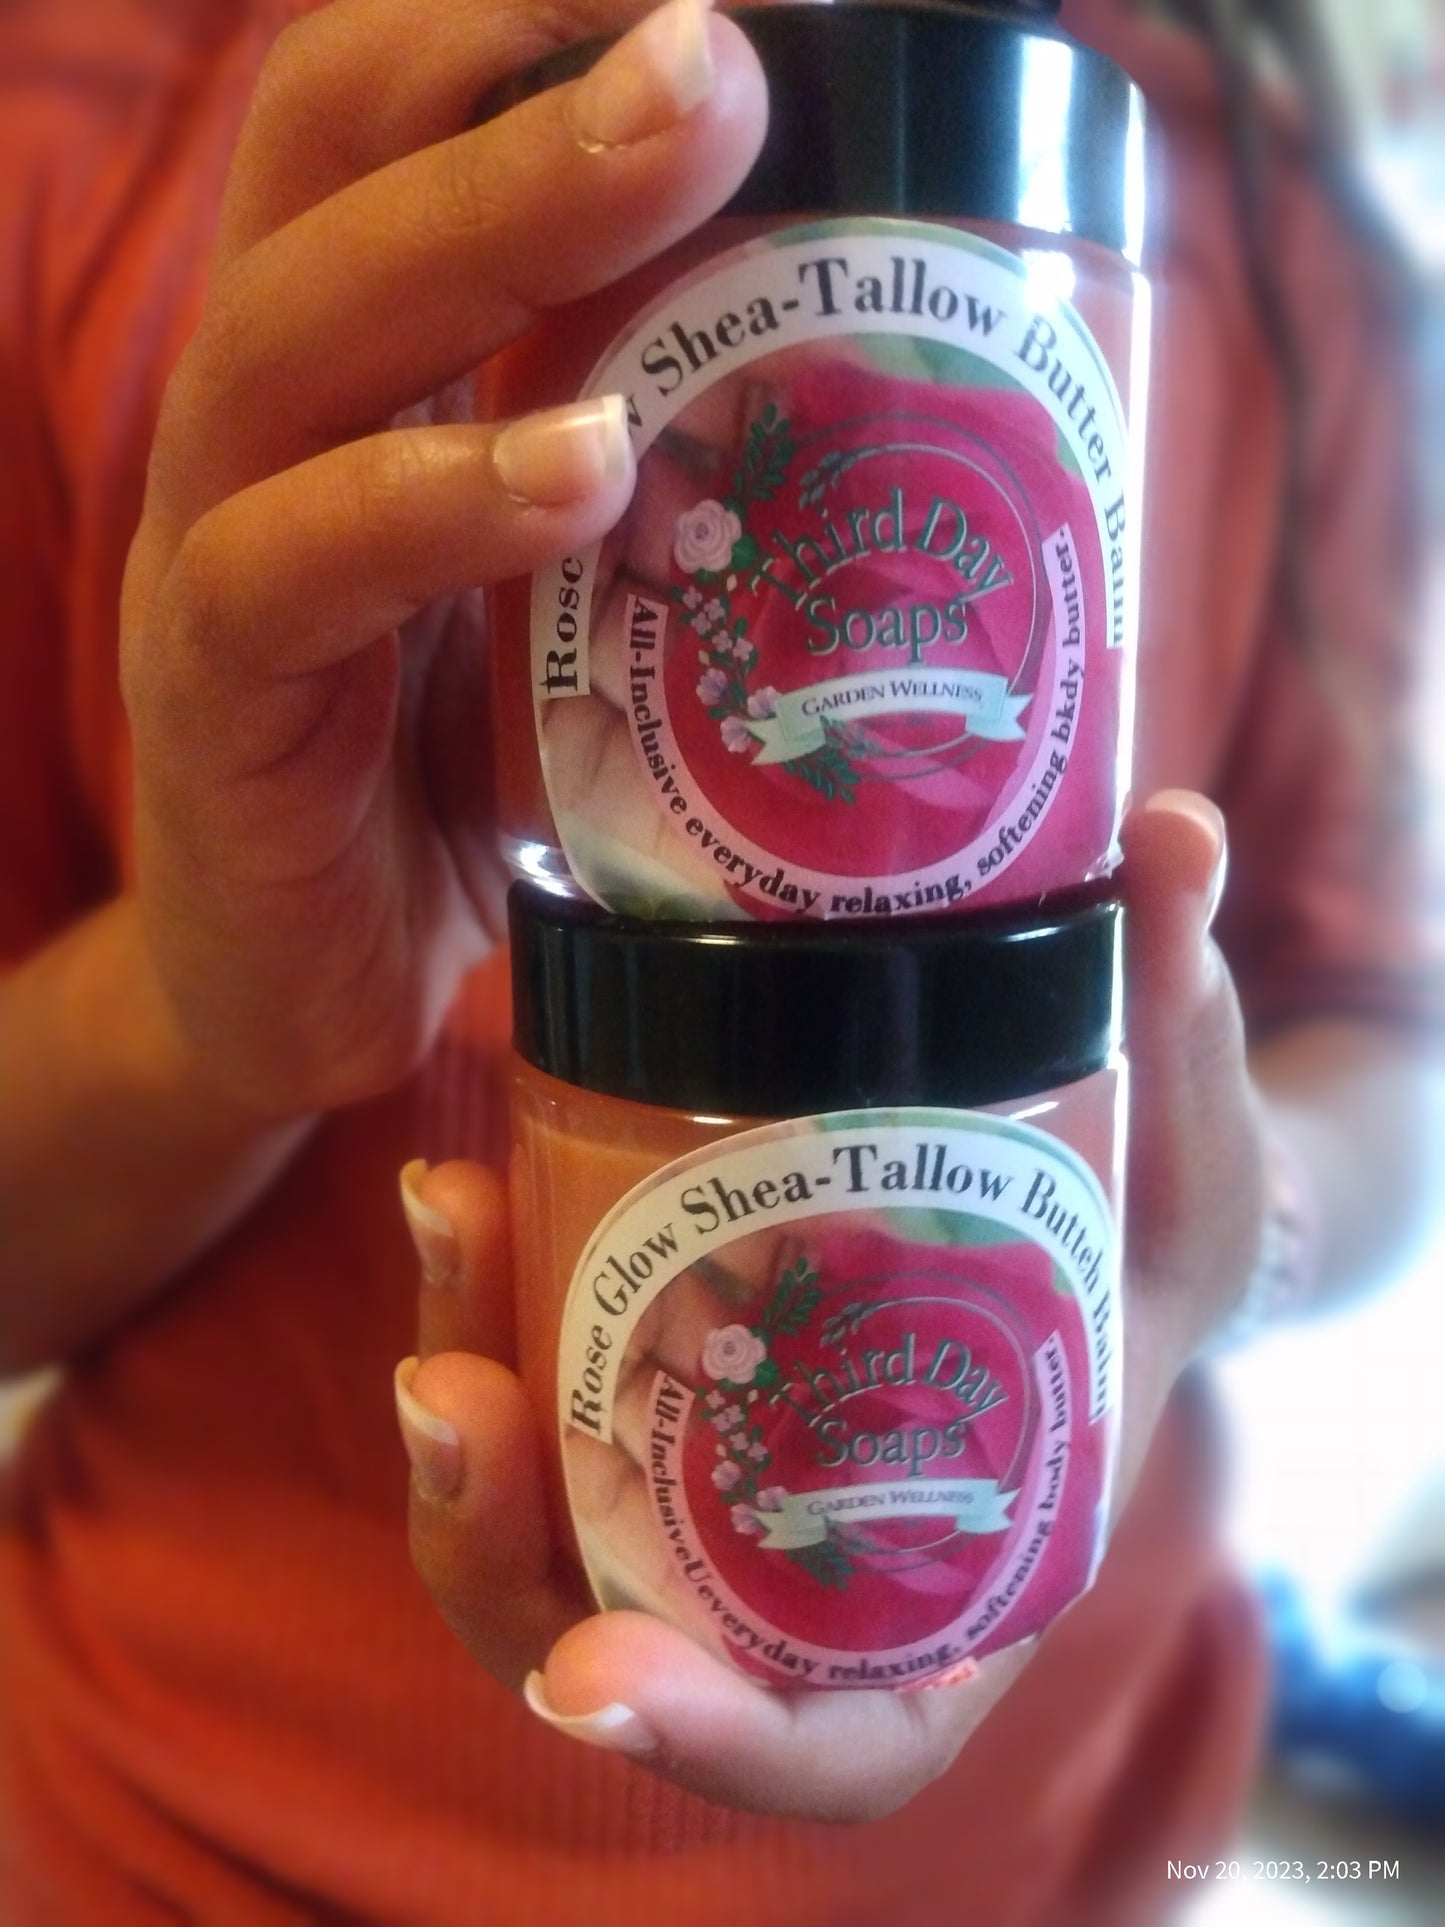 Rose w Shea-Tallow Butter Balm
Third Day
Soaps
GARDEN WELLNESS
All-Inclusive everyday relaxing, softening bkdy butter.
Rose Glow Shea-Tallow Butteh Balm
Third Day
Soaps
GARDEN WELLNESS
All-InclusiveUeveryday relaxing, softening body butter.
Nov 20, 2023, 2:03 PM